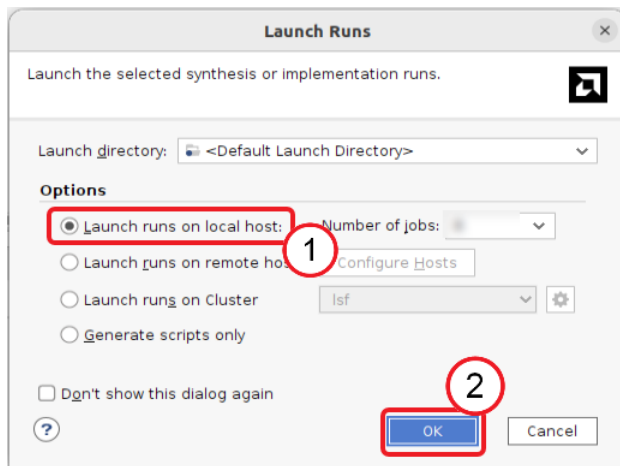 Launch Runs
Launch the selected synthesis or implementation runs.
Launch directory: <Default Launch Directory>
Options
Launch runs on local host: Number of jobs:
1
Launch runs on remote Configure Hosts
Launch runs on Cluster lsf
Generate scripts only
Don't show this dialog again
2
? OK Cancel